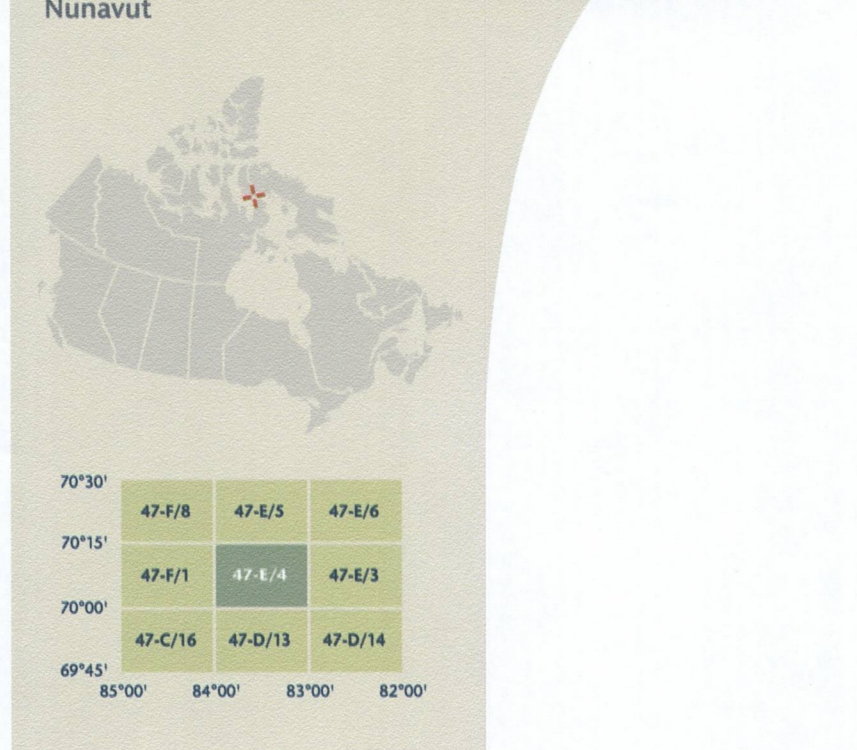 Nunavut
70°30'
47-F/8 47-E/5 47-E/6
70°15'
47-F/1 47-E/4 47-E/3
70°00'
47-C/16 47-D/13 47-D/14
69°45'
85°00' 84°00' 83°00' 82°00'